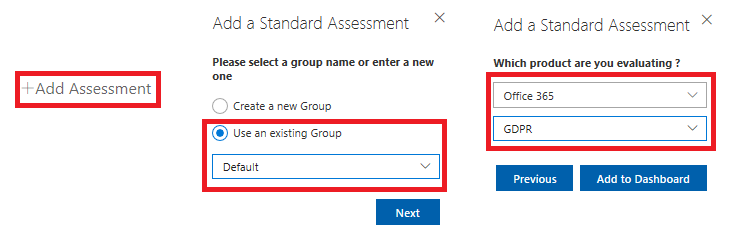 +Add Assessment
Add a Standard Assessment
Please select a group name or enter a new
one
Create a new Group
Use an existing Group
Default
Next
Add a Standard Assessment
Which product are you evaluating ?
Office 365
GDPR
Previous
Add to Dashboard